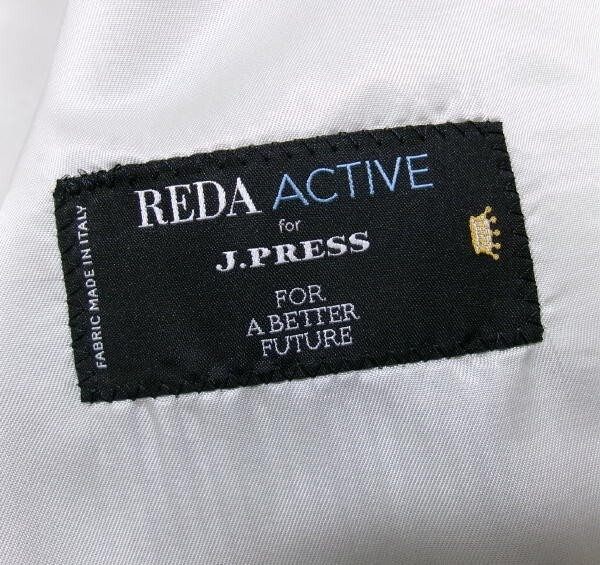 REDA ACTIVE
for
J.PRESS
FOR
A BETTER
FUTURE
FABRIC MADE IN ITALY